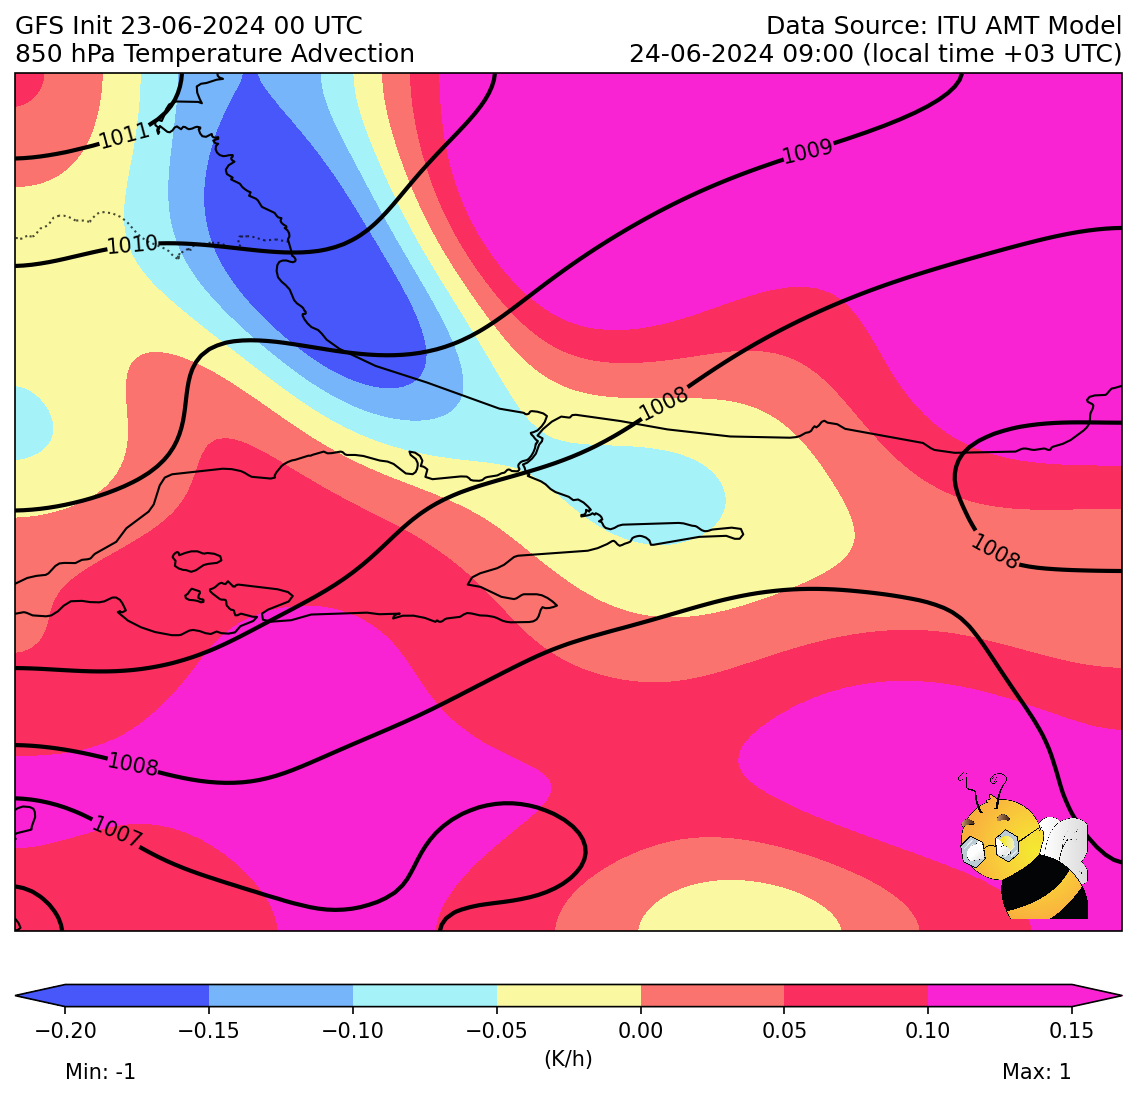 GFS Init 23-06-2024 00 UTC
Data Source: ITU AMT Model
850 hPa Temperature Advection
24-06-2024 09:00 (local time +03 UTC)
1011
1009
1010
1008
1008
1008
1007
−0.20 −0.15 −0.10 −0.05 0.00 0.05 0.10 0.15
(K/h)
Min: -1
Max: 1